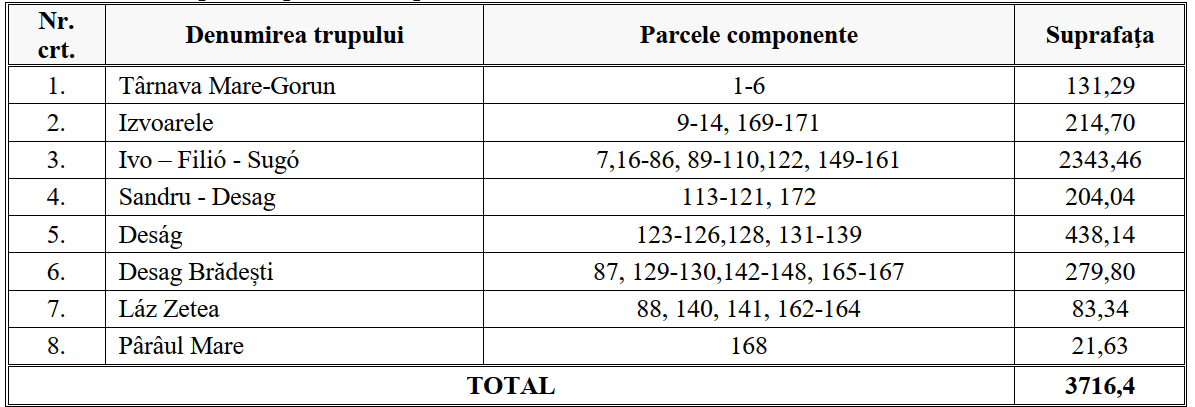 Nr. crt. Denumirea trupului Parcele componente Suprafaţa
1. Târnava Mare-Gorun 1-6 131,29
2. Izvoarele 9-14, 169-171 214,70
3. Ivo – Filió - Sugó 7,16-86, 89-110,122, 149-161 2343,46
4. Sandru - Desag 113-121, 172 204,04
5. Deság 123-126,128, 131-139 438,14
6. Desag Brădești 87, 129-130,142-148, 165-167 279,80
7. Láz Zetea 88, 140, 141, 162-164 83,34
8. Pârâul Mare 168 21,63
TOTAL 3716,4